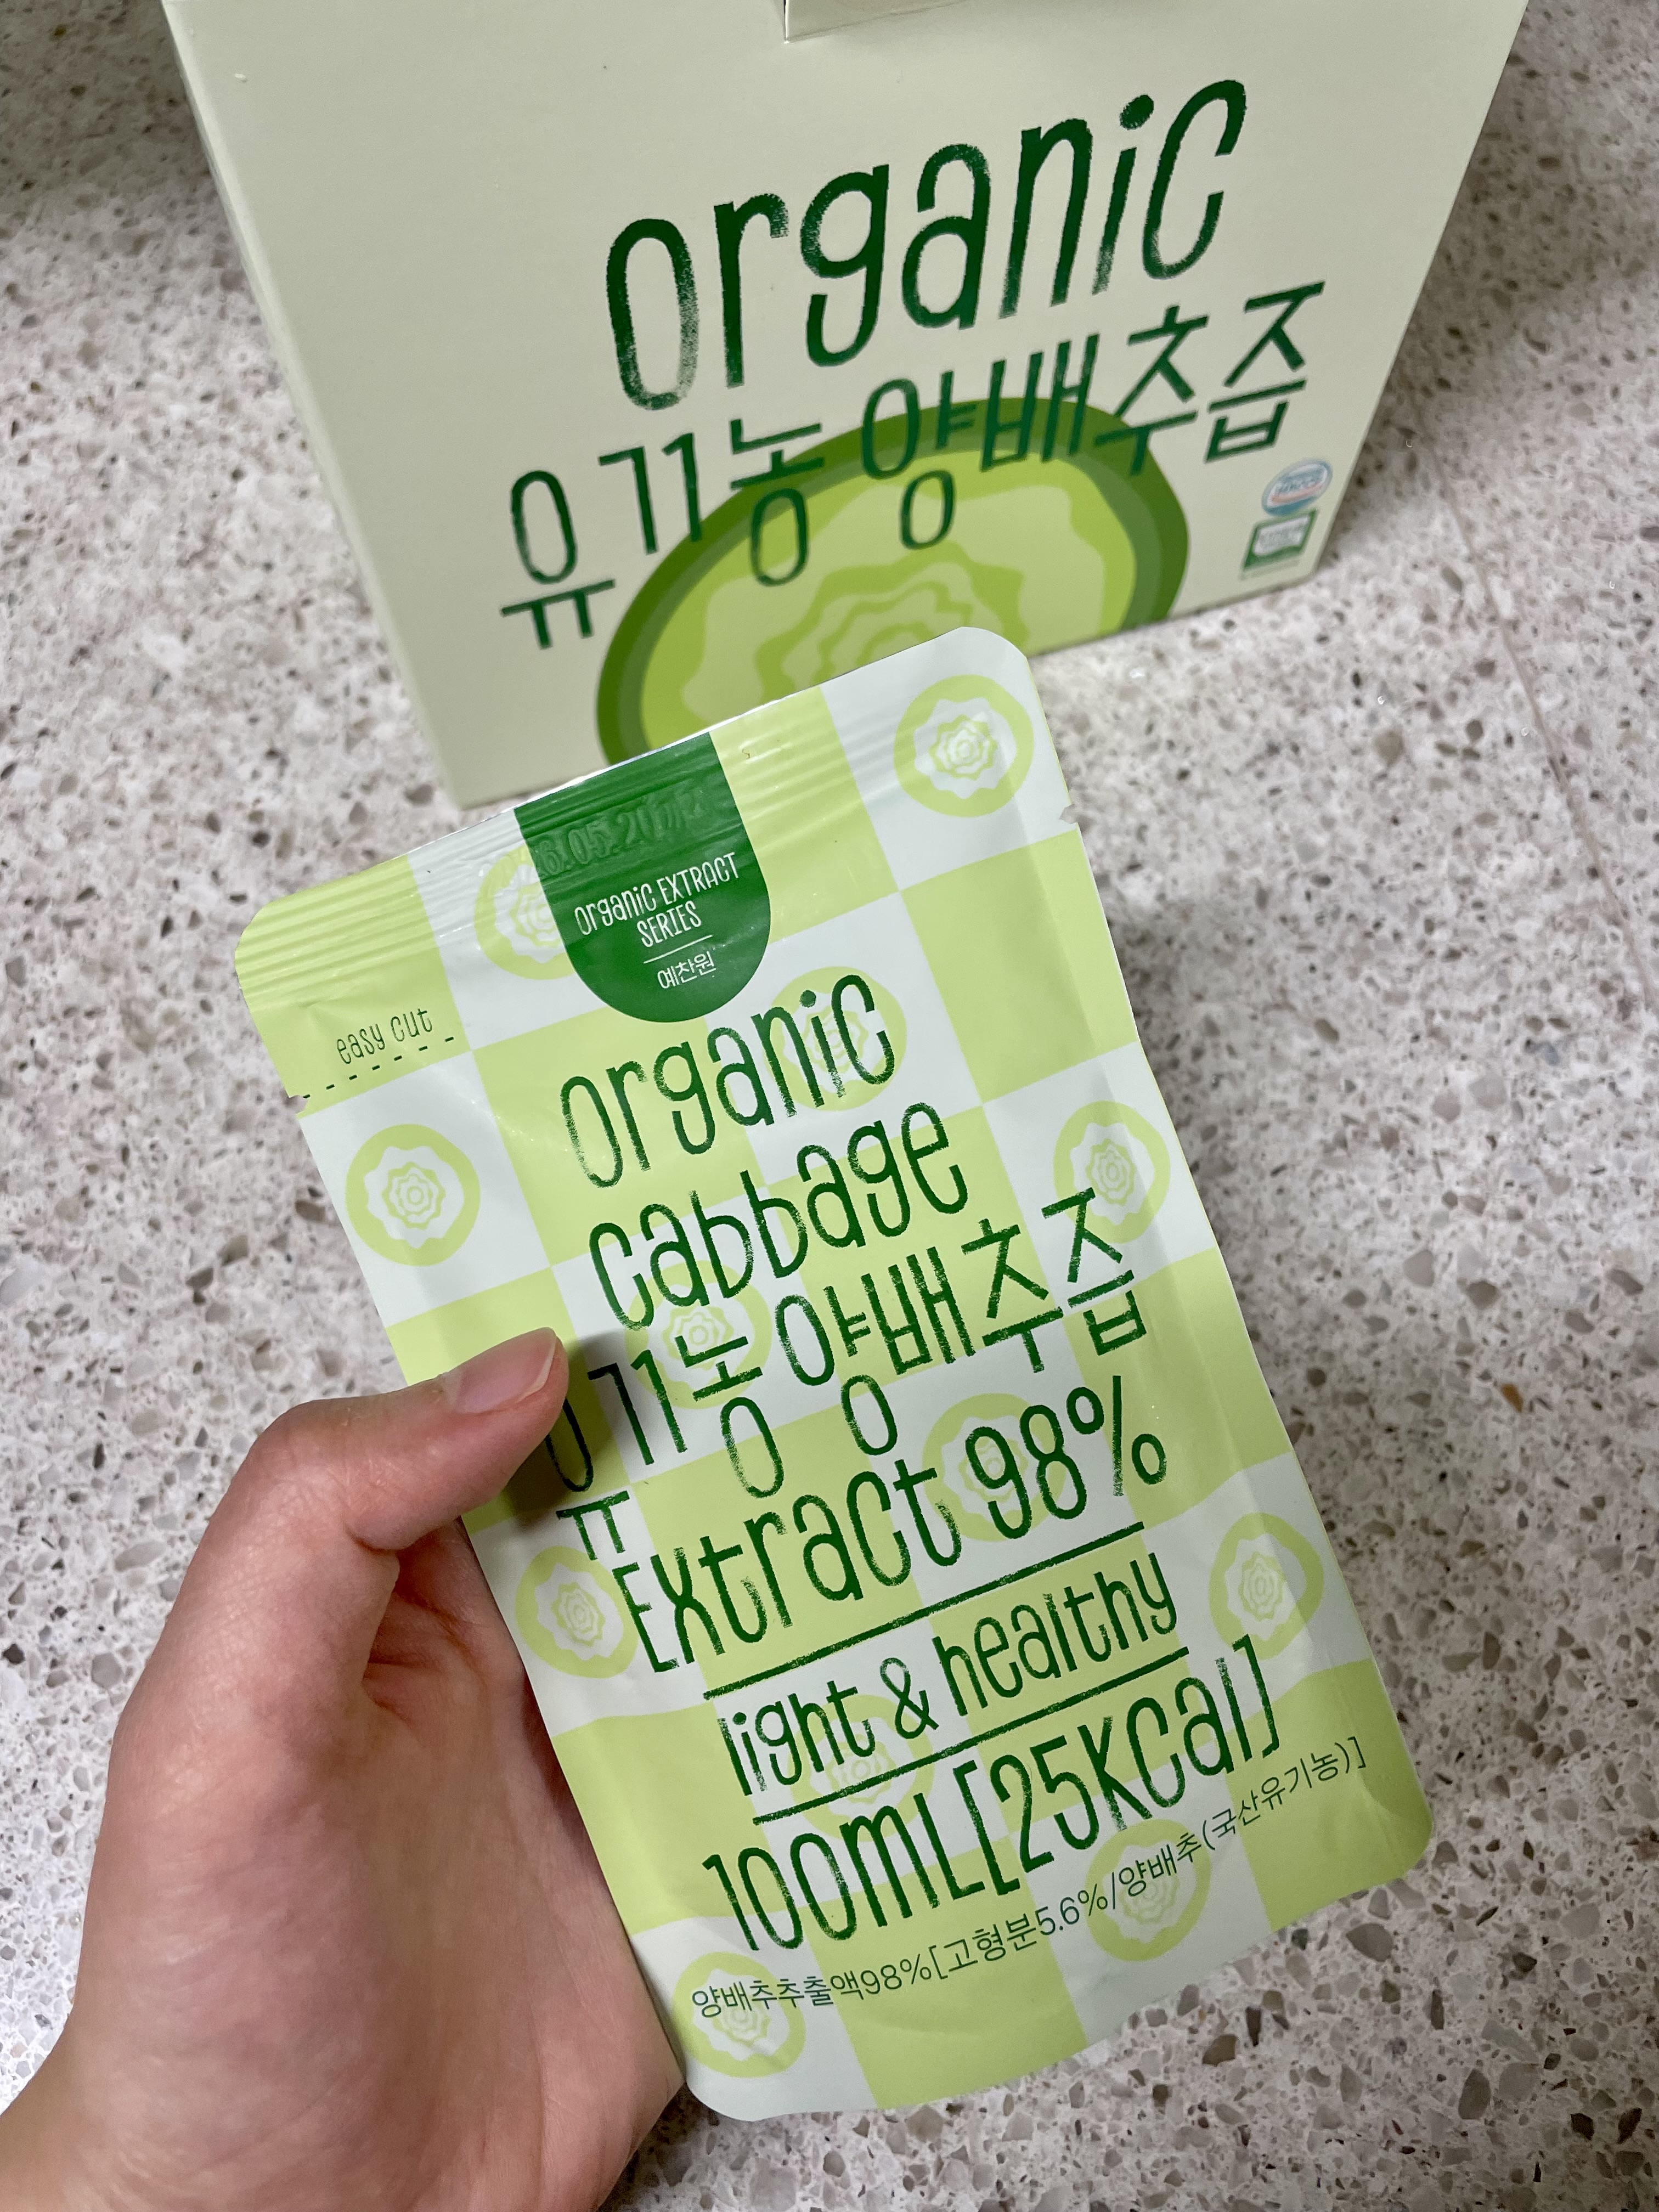 organic
유기농 양배추즙
organic EXTRACT
SERIES
예찬원
easy cut
organic
cabbage
유기농양배추즙
Extract 98%
light & healthy
100mL[25Kcal]
양배추추출액98%[고형분5.6%/양배추(국산유기농)]